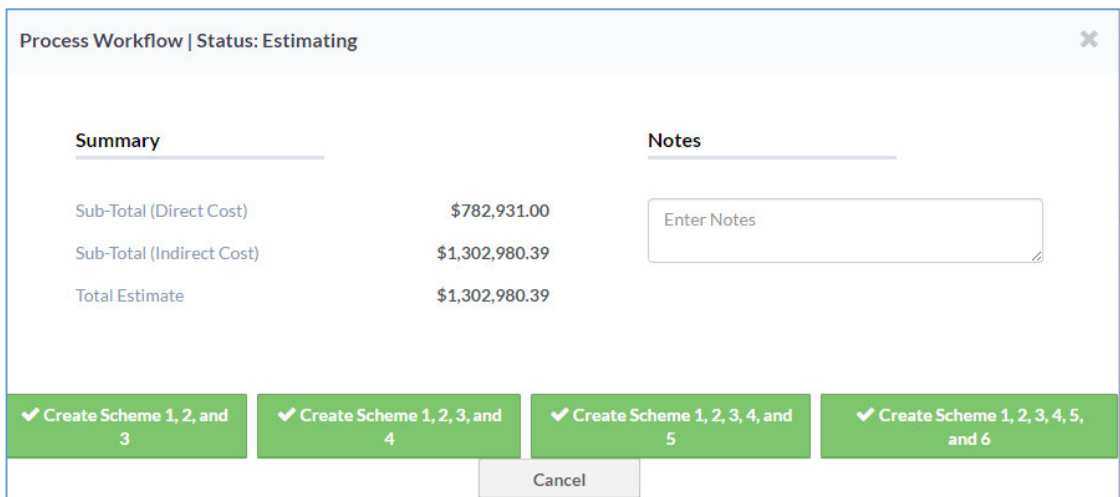 Process Workflow | Status: Estimating
Summary
Notes
Sub-Total (Direct Cost) $782,931.00
Enter Notes
Sub-Total (Indirect Cost) $1,302,980.39
Total Estimate $1,302,980.39
Create Scheme 1, 2, and
3
Create Scheme 1, 2, 3, and
4
Create Scheme 1, 2, 3, 4, and
5
Create Scheme 1, 2, 3, 4, 5,
and 6
Cancel